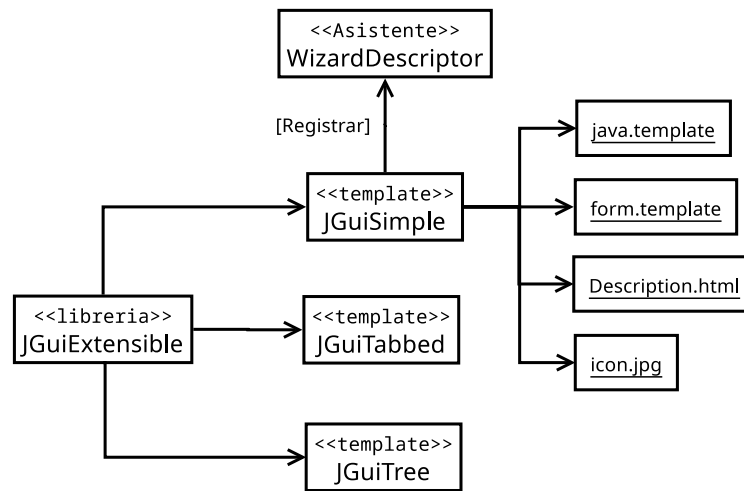 <<Asistente>>
WizardDescriptor
[Registrar]
java.template
<<template>>
JGuiSimple
form.template
Description.html
<<libreria>>
JGuiExtensible
<<template>>
JGuiTabbed
icon.jpg
<<template>>
JGuiTree